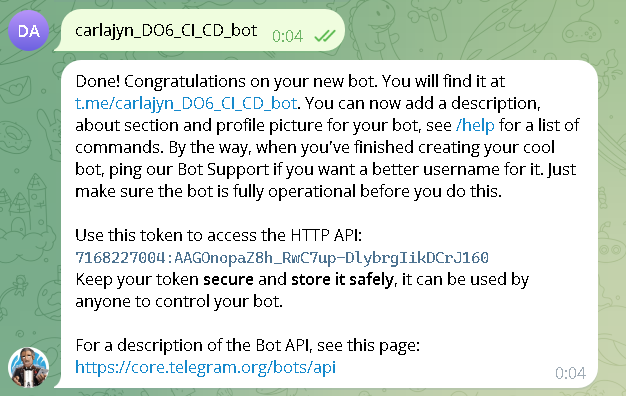 DA
carlajyn_DO6_CI_CD_bot 0:04
Done! Congratulations on your new bot. You will find it at
t.me/carlajyn_DO6_CI_CD_bot. You can now add a description,
about section and profile picture for your bot, see /help for a list of
commands. By the way, when you've finished creating your cool
bot, ping our Bot Support if you want a better username for it. Just
make sure the bot is fully operational before you do this.
Use this token to access the HTTP API:
7168227004:AAGOnopaZ8h_RwC7up-DlybrgIikDCrJ160
Keep your token secure and store it safely, it can be used by
anyone to control your bot.
For a description of the Bot API, see this page:
https://core.telegram.org/bots/api
0:04